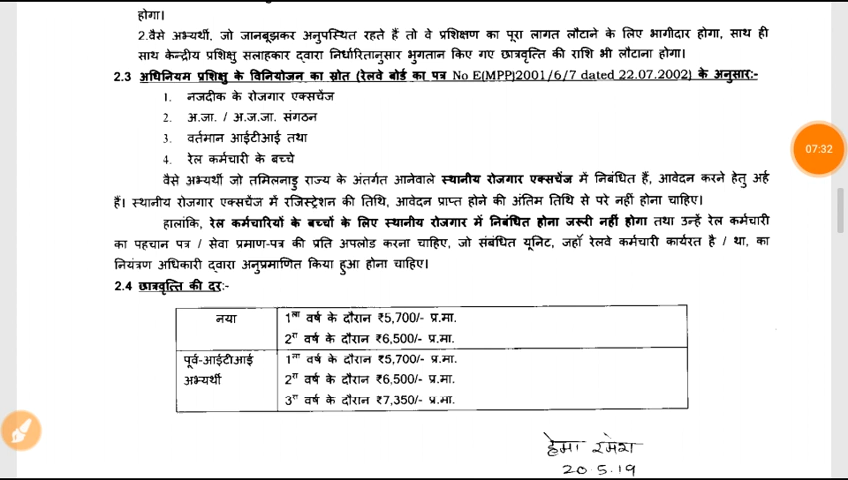 होगा।
2.वैसे अभ्यर्थी, जो जानबूझकर अनुपस्थित रहते हैं तो वे प्रशिक्षण का पूरा लागत लौटाने के लिए भागीदार होगा, साथ ही
साथ केन्द्रीय प्रशिक्षु सलाहकार द्वारा निर्धारितानुसार भुगतान किए गए छात्रवृत्ति की राशि भी लौटाना होगा।
2.3 अधिनियम प्रशिक्षु के विनियोजन का स्रोत (रेलवे बोर्ड का पत्र No E(MPP)2001/6/7 dated 22.07.2002) के अनुसार:-
1. नजदीक के रोजगार एक्सचेंज
2. अ.जा. / अ.ज.जा. संगठन
3. वर्तमान आईटीआई तथा
4. रेल कर्मचारी के बच्चे
07:32
वैसे अभ्यर्थी जो तमिलनाडु राज्य के अंतर्गत आनेवाले स्थानीय रोजगार एक्सचेंज में निबंधित हैं, आवेदन करने हेतु अर्ह
हैं। स्थानीय रोजगार एक्सचेंज में रजिस्ट्रेशन की तिथि, आवेदन प्राप्त होने की अंतिम तिथि से परे नहीं होना चाहिए।
हालांकि, रेल कर्मचारियों के बच्चों के लिए स्थानीय रोजगार में निबंधित होना जरूरी नहीं होगा तथा उन्हें रेल कर्मचारी
का पहचान पत्र / सेवा प्रमाण-पत्र की प्रति अपलोड करना चाहिए, जो संबंधित यूनिट, जहाँ रेलवे कर्मचारी कार्यरत है / था, का
नियंत्रण अधिकारी द्वारा अनुप्रमाणित किया हुआ होना चाहिए।
2.4 छात्रवृत्ति की दर:-
नया
1ला वर्ष के दौरान ₹5,700/- प्र.मा.
2रा वर्ष के दौरान ₹6,500/- प्र.मा.
पूर्व-आईटीआई
अभ्यर्थी
1ला वर्ष के दौरान ₹5,700/- प्र.मा.
2रा वर्ष के दौरान ₹6,500/- प्र.मा.
3रा वर्ष के दौरान ₹7,350/- प्र.मा.
हेमा रमेश
20.5.19